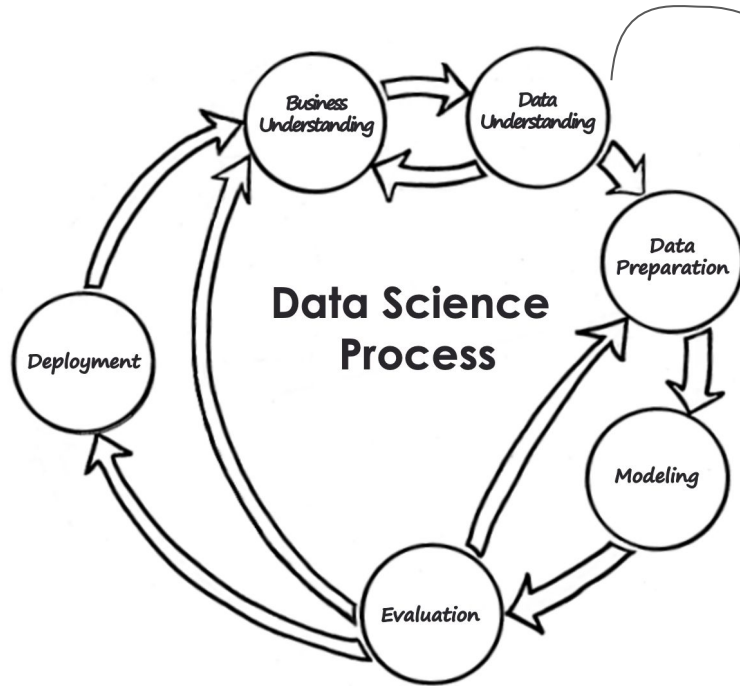 Business
Understanding
Data
Understanding
Data
Preparation
Data Science
Process
Deployment
Modeling
Evaluation